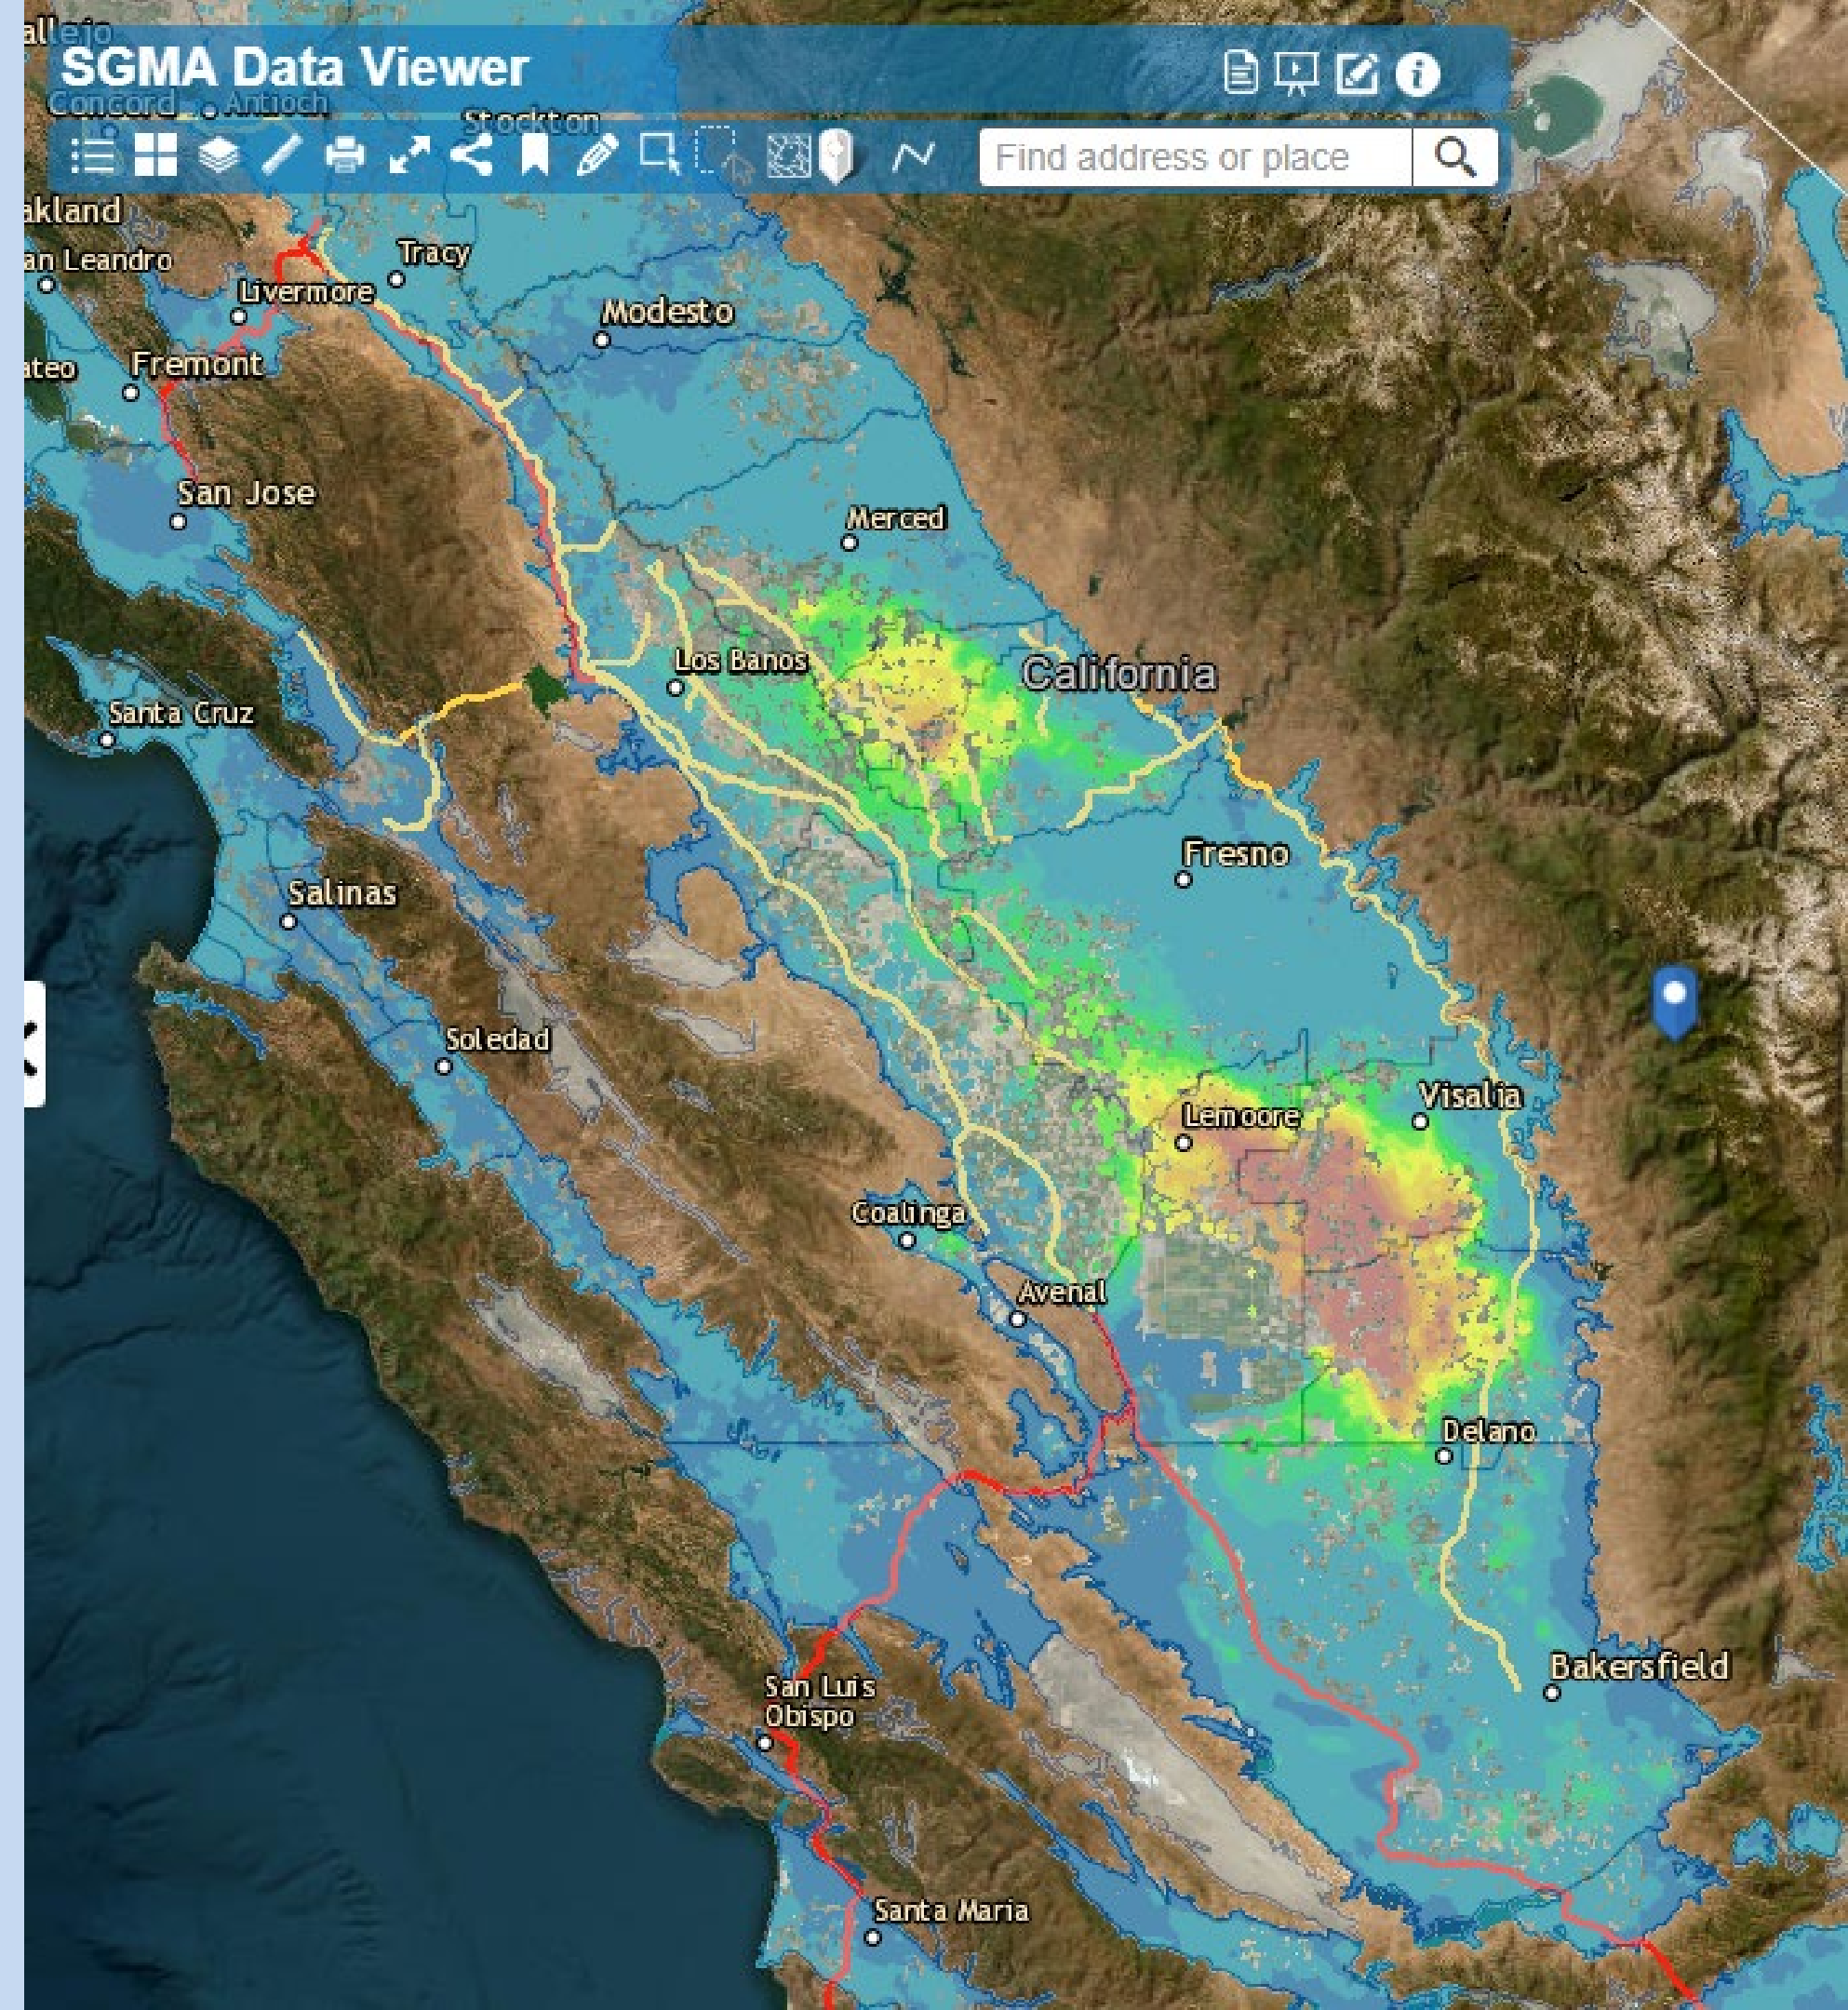 allejo
SGMA Data Viewer
Concord
Antioch
Stockton
Find address or place
akland
an Leandro
Tracy
Livermore
Modesto
ateo
Fremont
San Jose
Merced
Los Banos
California
Santa Cruz
Fresno
Salinas
Soledad
Visalia
Lemoore
Coalinga
Avenal
Delano
Bakersfield
San Luis
Obispo
Santa Maria